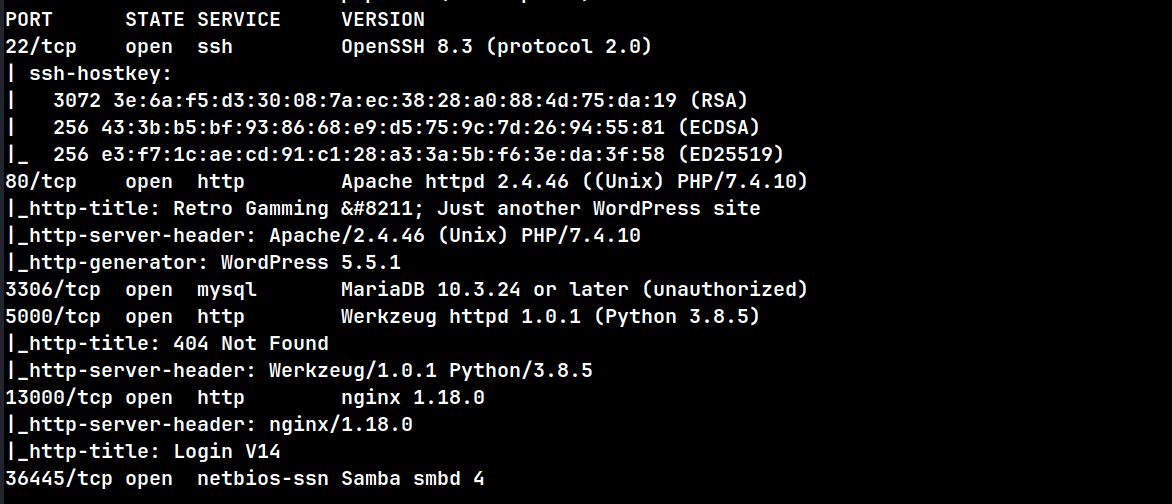 PORT      STATE SERVICE     VERSION
22/tcp    open  ssh         OpenSSH 8.3 (protocol 2.0)
| ssh-hostkey:
|   3072 3e:6a:f5:d3:30:08:7a:ec:38:28:a0:88:4d:75:da:19 (RSA)
|   256 43:3b:b5:bf:93:86:68:e9:d5:75:9c:7d:26:94:55:81 (ECDSA)
|_  256 e3:f7:1c:ae:cd:91:c1:28:a3:3a:5b:f6:3e:da:3f:58 (ED25519)
80/tcp    open  http        Apache httpd 2.4.46 ((Unix) PHP/7.4.10)
|_http-title: Retro Gamming &#8211; Just another WordPress site
|_http-server-header: Apache/2.4.46 (Unix) PHP/7.4.10
|_http-generator: WordPress 5.5.1
3306/tcp  open  mysql       MariaDB 10.3.24 or later (unauthorized)
5000/tcp  open  http        Werkzeug httpd 1.0.1 (Python 3.8.5)
|_http-title: 404 Not Found
|_http-server-header: Werkzeug/1.0.1 Python/3.8.5
13000/tcp open  http        nginx 1.18.0
|_http-server-header: nginx/1.18.0
|_http-title: Login V14
36445/tcp open  netbios-ssn Samba smbd 4